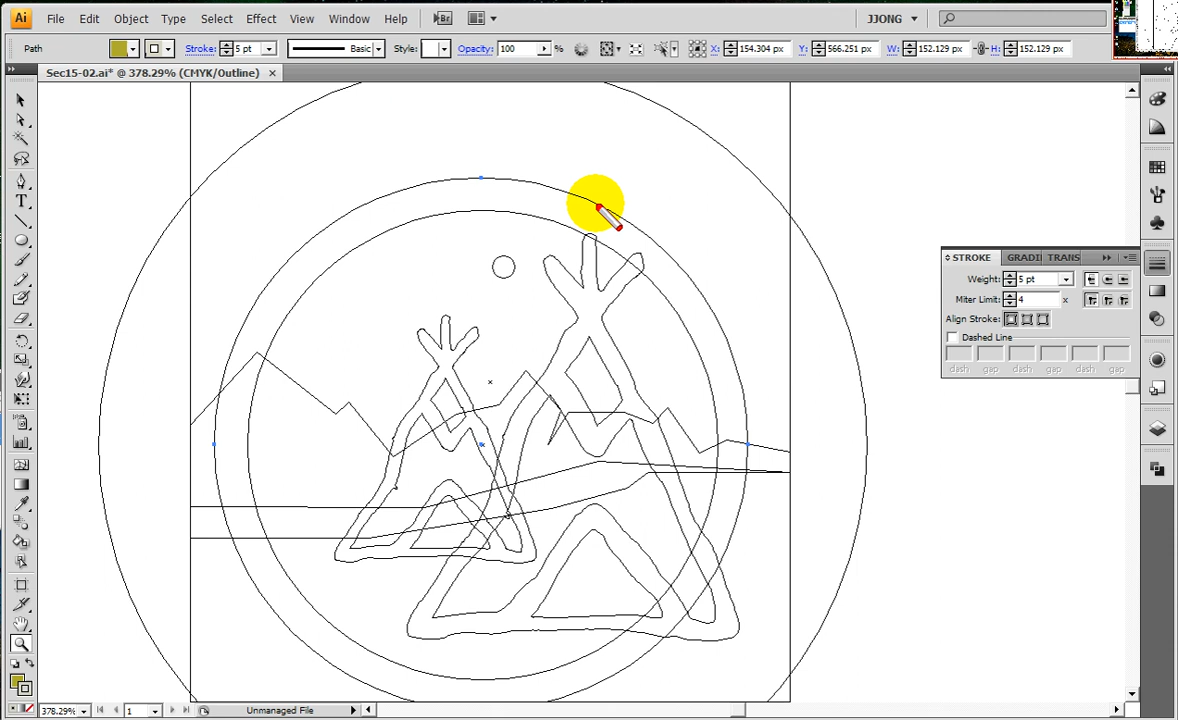 Ai File Edit Object Type Select Effect View Window Help Br JJONG
Path Stroke: 5 pt Basic Style: Opacity: 100 % X: 154.304 pm Y: 566.251 px W: 152.129 px H: 152.129 px
Sec15-02.ai* @ 378.29% (CMYK/Outline)
STROKE GRADI TRANS
Weight: 5 pt
Miter Limit: 4 x
Align Stroke:
Dashed Line
dash gap dash gap dash gap
T
378.29% 1 Unmanaged File